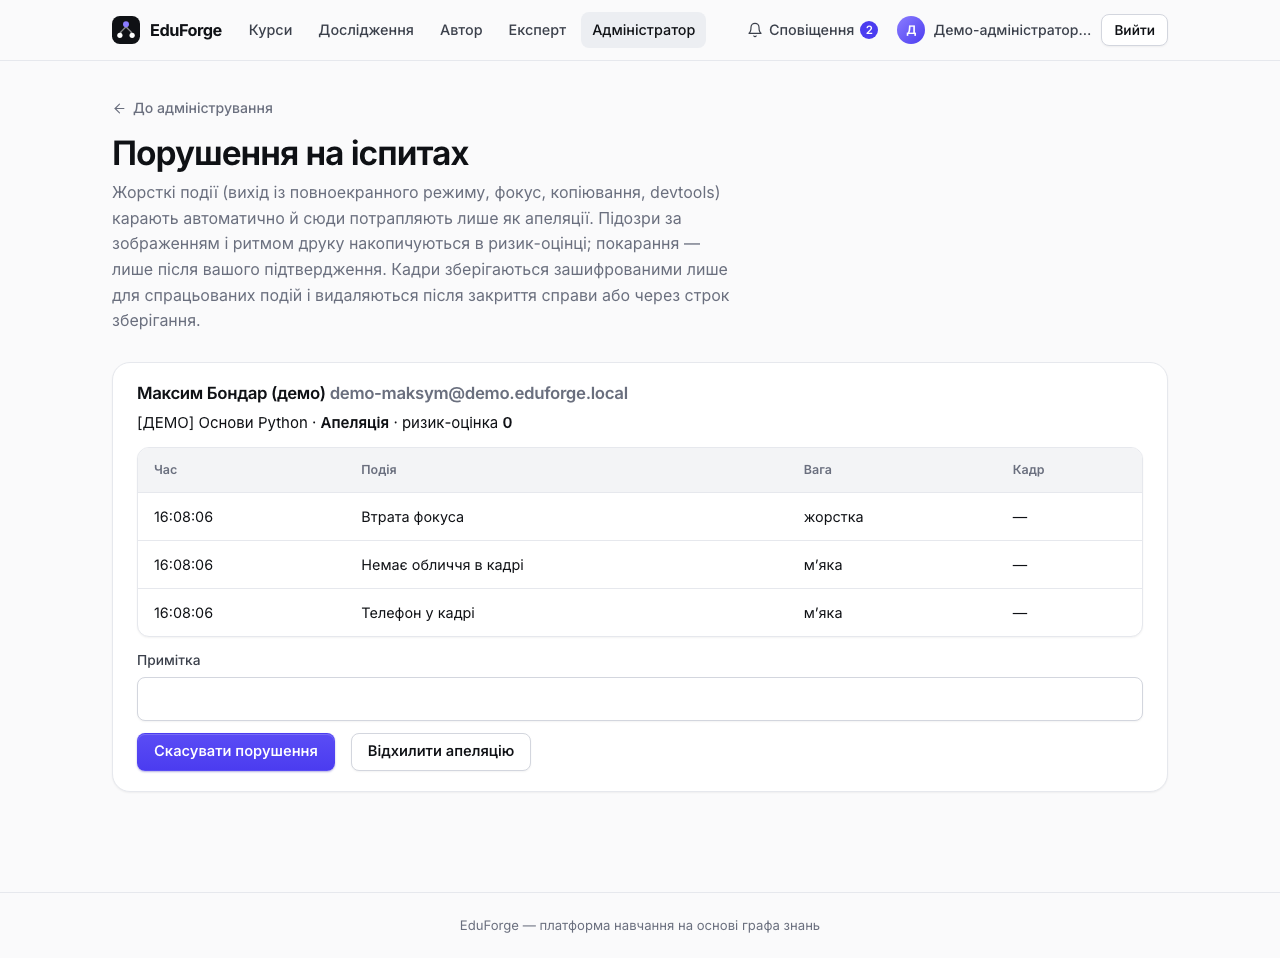 EduForge
Курси
Дослідження
Автор
Експерт
Адміністратор
Сповіщення 2
Д
Демо-адміністратор…
Вийти
← До адміністрування
Порушення на іспитах
Жорсткі події (вихід із повноекранного режиму, фокус, копіювання, devtools)
карають автоматично й сюди потрапляють лише як апеляції. Підозри за
зображенням і ритмом друку накопичуються в ризик-оцінці; покарання —
лише після вашого підтвердження. Кадри зберігаються зашифрованими лише
для спрацьованих подій і видаляються після закриття справи або через строк
зберігання.
Максим Бондар (демо) demo-maksym@demo.eduforge.local
[ДЕМО] Основи Python · Апеляція · ризик-оцінка 0
Час Подія Вага Кадр
16:08:06 Втрата фокуса жорстка —
16:08:06 Немає обличчя в кадрі м’яка —
16:08:06 Телефон у кадрі м’яка —
Примітка
Скасувати порушення
Відхилити апеляцію
EduForge — платформа навчання на основі графа знань